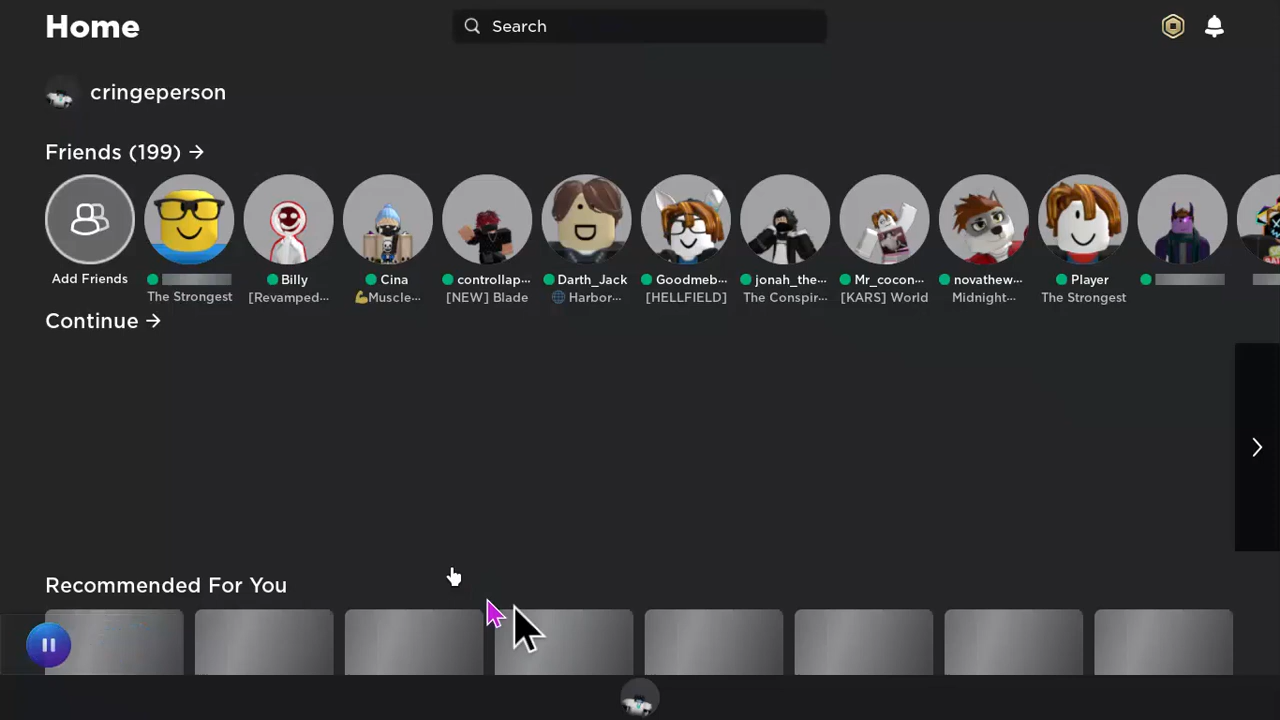 Home
Search
cringeperson
Friends (199)
Add Friends
The Strongest
Billy
[Revamped...
Cina
💪Muscle...
controllap...
[NEW] Blade
Darth_Jack
🌐 Harbor...
Goodmeb...
[HELLFIELD]
jonah_the...
The Conspir...
Mr_cocon...
[KARS] World
novathew...
Midnight...
Player
The Strongest
Continue
Recommended For You